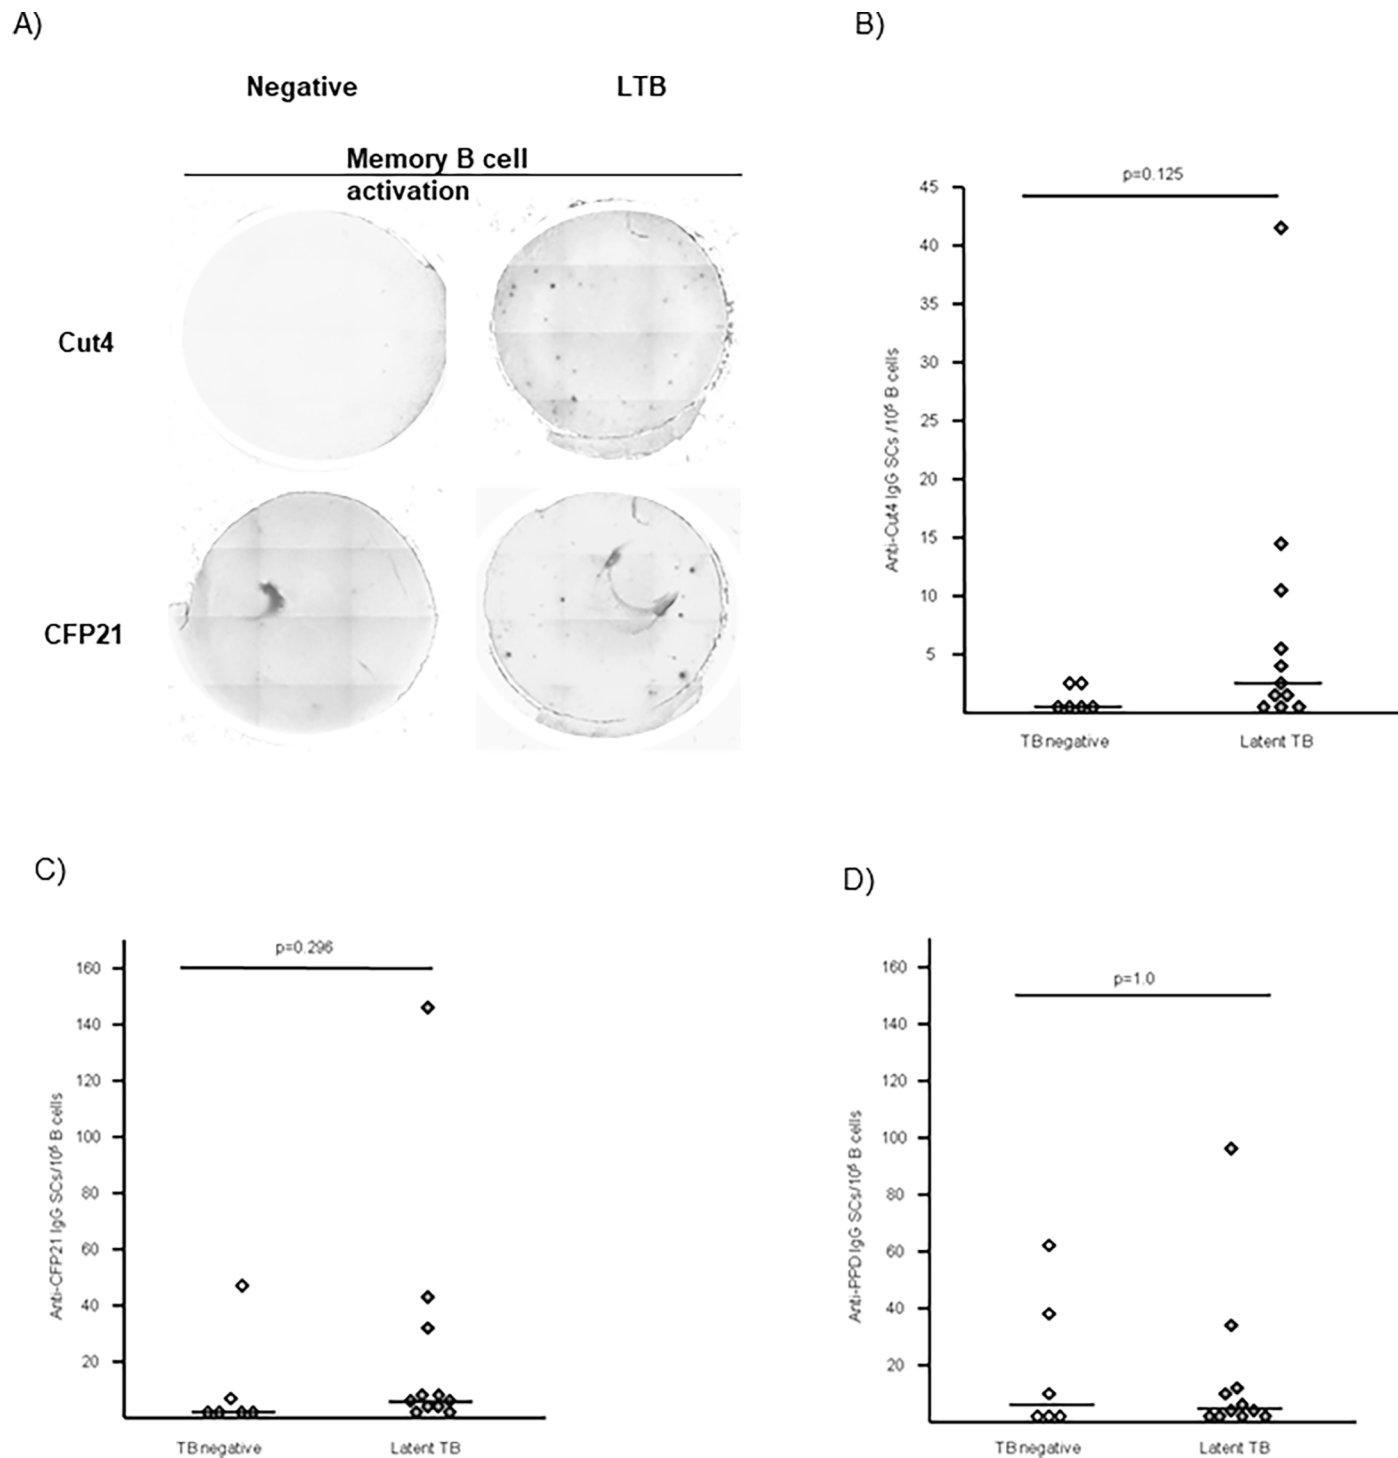 A)
Negative
LTB
Memory B cell
activation
Cut4
CFP21
B)
p=0.125
45
40
35
30
25
20
15
10
5
Anti-Cut4 IgG SCs /10⁵ B cells
TB negative
Latent TB
C)
p=0.296
160
140
120
100
80
60
40
20
Anti-CFP21 IgG SCs/10⁵ B cells
TB negative
Latent TB
D)
p=1.0
160
140
120
100
80
60
40
20
Anti-PPD IgG SCs/10⁵ B cells
TB negative
Latent TB